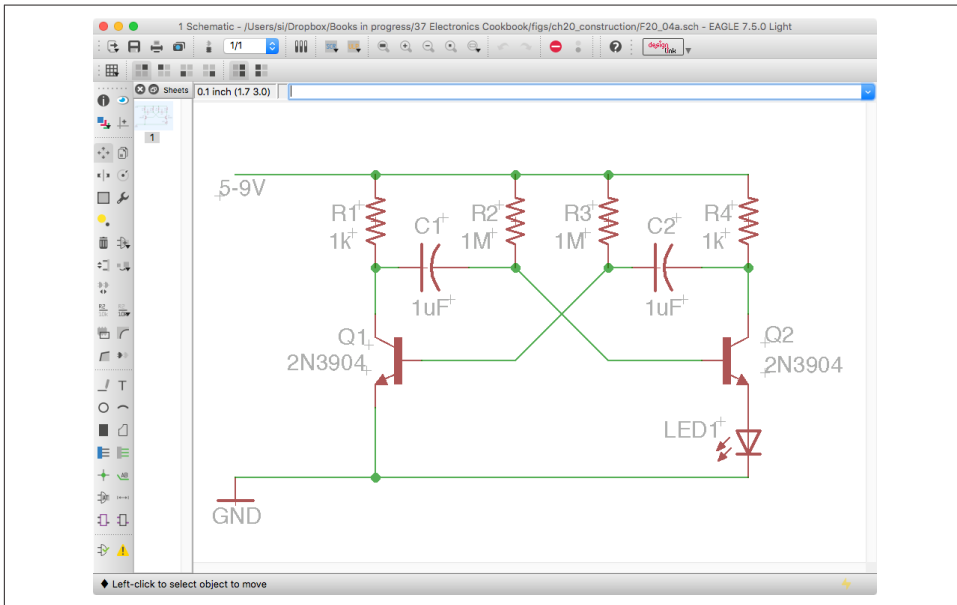 1 Schematic - /Users/si/Dropbox/Books in progress/37 Electronics Cookbook/figs/ch20_construction/F20_04a.sch - EAGLE 7.5.0 Light
1/1
design link
Sheets
0.1 inch (1.7 3.0)
1
5-9V
R1
1k
C1
1uF
R2
1M
R3
1M
C2
1uF
R4
1k
Q1
2N3904
Q2
2N3904
LED1
GND
Left-click to select object to move